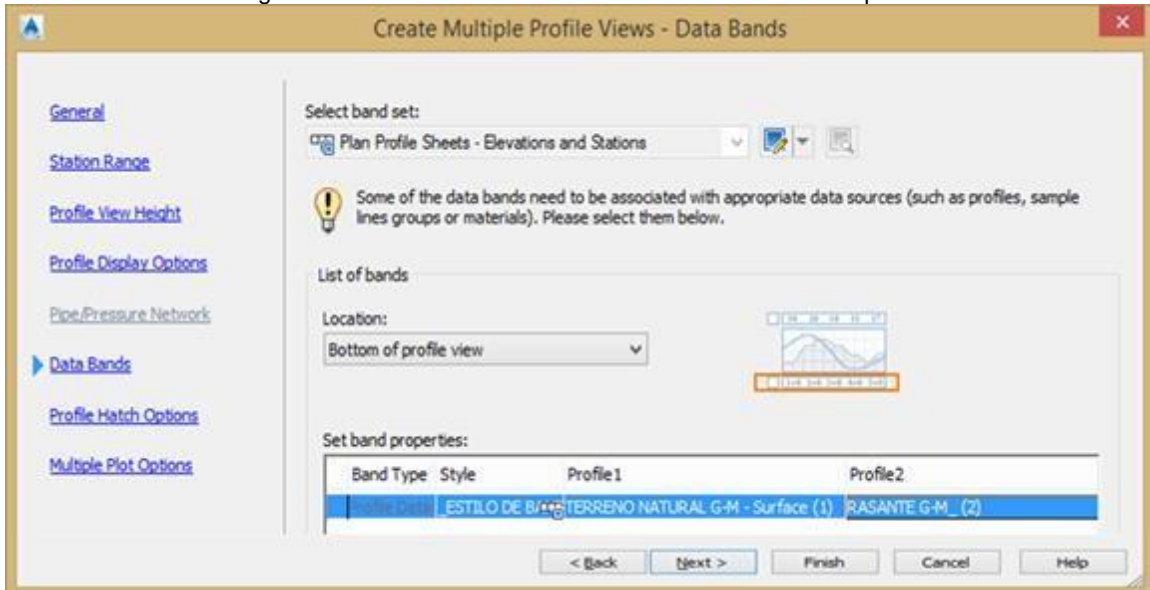 Create Multiple Profile Views - Data Bands
General
Station Range
Profile View Height
Profile Display Options
Pipe/Pressure Network
Data Bands
Profile Hatch Options
Multiple Plot Options
Select band set:
Plan Profile Sheets - Elevations and Stations
Some of the data bands need to be associated with appropriate data sources (such as profiles, sample
lines groups or materials). Please select them below.
List of bands
Location:
Bottom of profile view
Set band properties:
Band Type Style Profile1 Profile2
Profile Data _ESTILO DE BA TERRENO NATURAL G-M - Surface (1) RASANTE G-M_ (2)
< Back Next > Finish Cancel Help